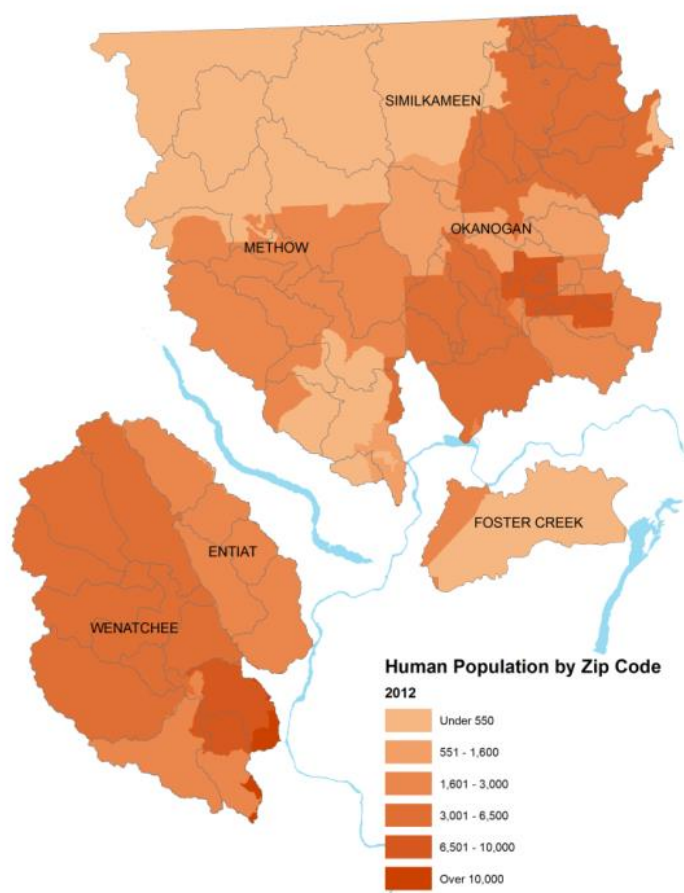 SIMILKAMEEN
OKANOGAN
METHOW
FOSTER CREEK
ENTIAT
WENATCHEE
Human Population by Zip Code
2012
Under 550
551 - 1,600
1,601 - 3,000
3,001 - 6,500
6,501 - 10,000
Over 10,000